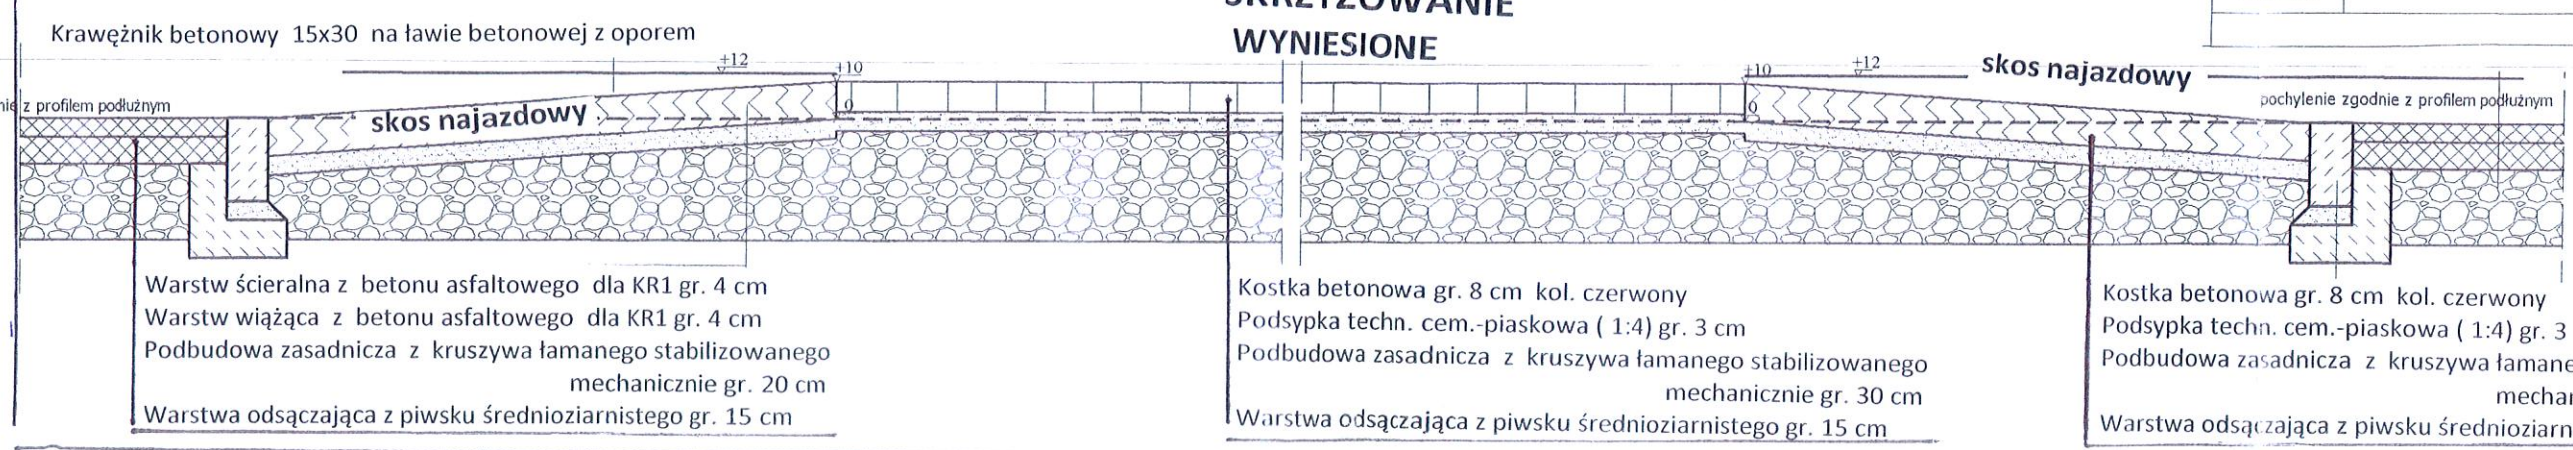 SKRZYŻOWANIE
WYNIESIONE
Krawężnik betonowy 15x30 na ławie betonowej z oporem
+12
+10
0
skos najazdowy
z profilem podłużnym
+10
+12
0
skos najazdowy
pochylenie zgodnie z profilem podłużnym
Warstw ścieralna z betonu asfaltowego dla KR1 gr. 4 cm
Warstw wiążąca z betonu asfaltowego dla KR1 gr. 4 cm
Podbudowa zasadnicza z kruszywa łamanego stabilizowanego
mechanicznie gr. 20 cm
Warstwa odsączająca z piwsku średnioziarnistego gr. 15 cm
Kostka betonowa gr. 8 cm kol. czerwony
Podsypka techn. cem.-piaskowa ( 1:4) gr. 3 cm
Podbudowa zasadnicza z kruszywa łamanego stabilizowanego
mechanicznie gr. 30 cm
Warstwa odsączająca z piwsku średnioziarnistego gr. 15 cm
Kostka betonowa gr. 8 cm kol. czerwony
Podsypka techn. cem.-piaskowa ( 1:4) gr. 3
Podbudowa zasadnicza z kruszywa łamane
mechan
Warstwa odsączająca z piwsku średnioziarn